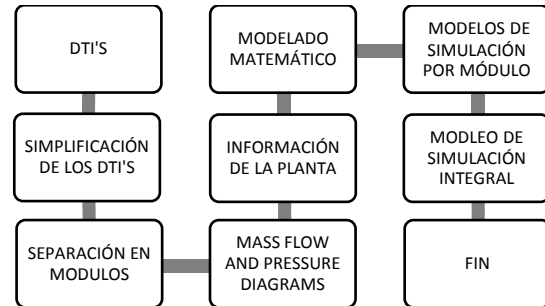 DTI'S
SIMPLIFICACIÓN
DE LOS DTI'S
SEPARACIÓN EN
MODULOS
MASS FLOW
AND PRESSURE
DIAGRAMS
INFORMACIÓN
DE LA PLANTA
MODELADO
MATEMÁTICO
MODELOS DE
SIMULACIÓN
POR MÓDULO
MODLEO DE
SIMULACIÓN
INTEGRAL
FIN